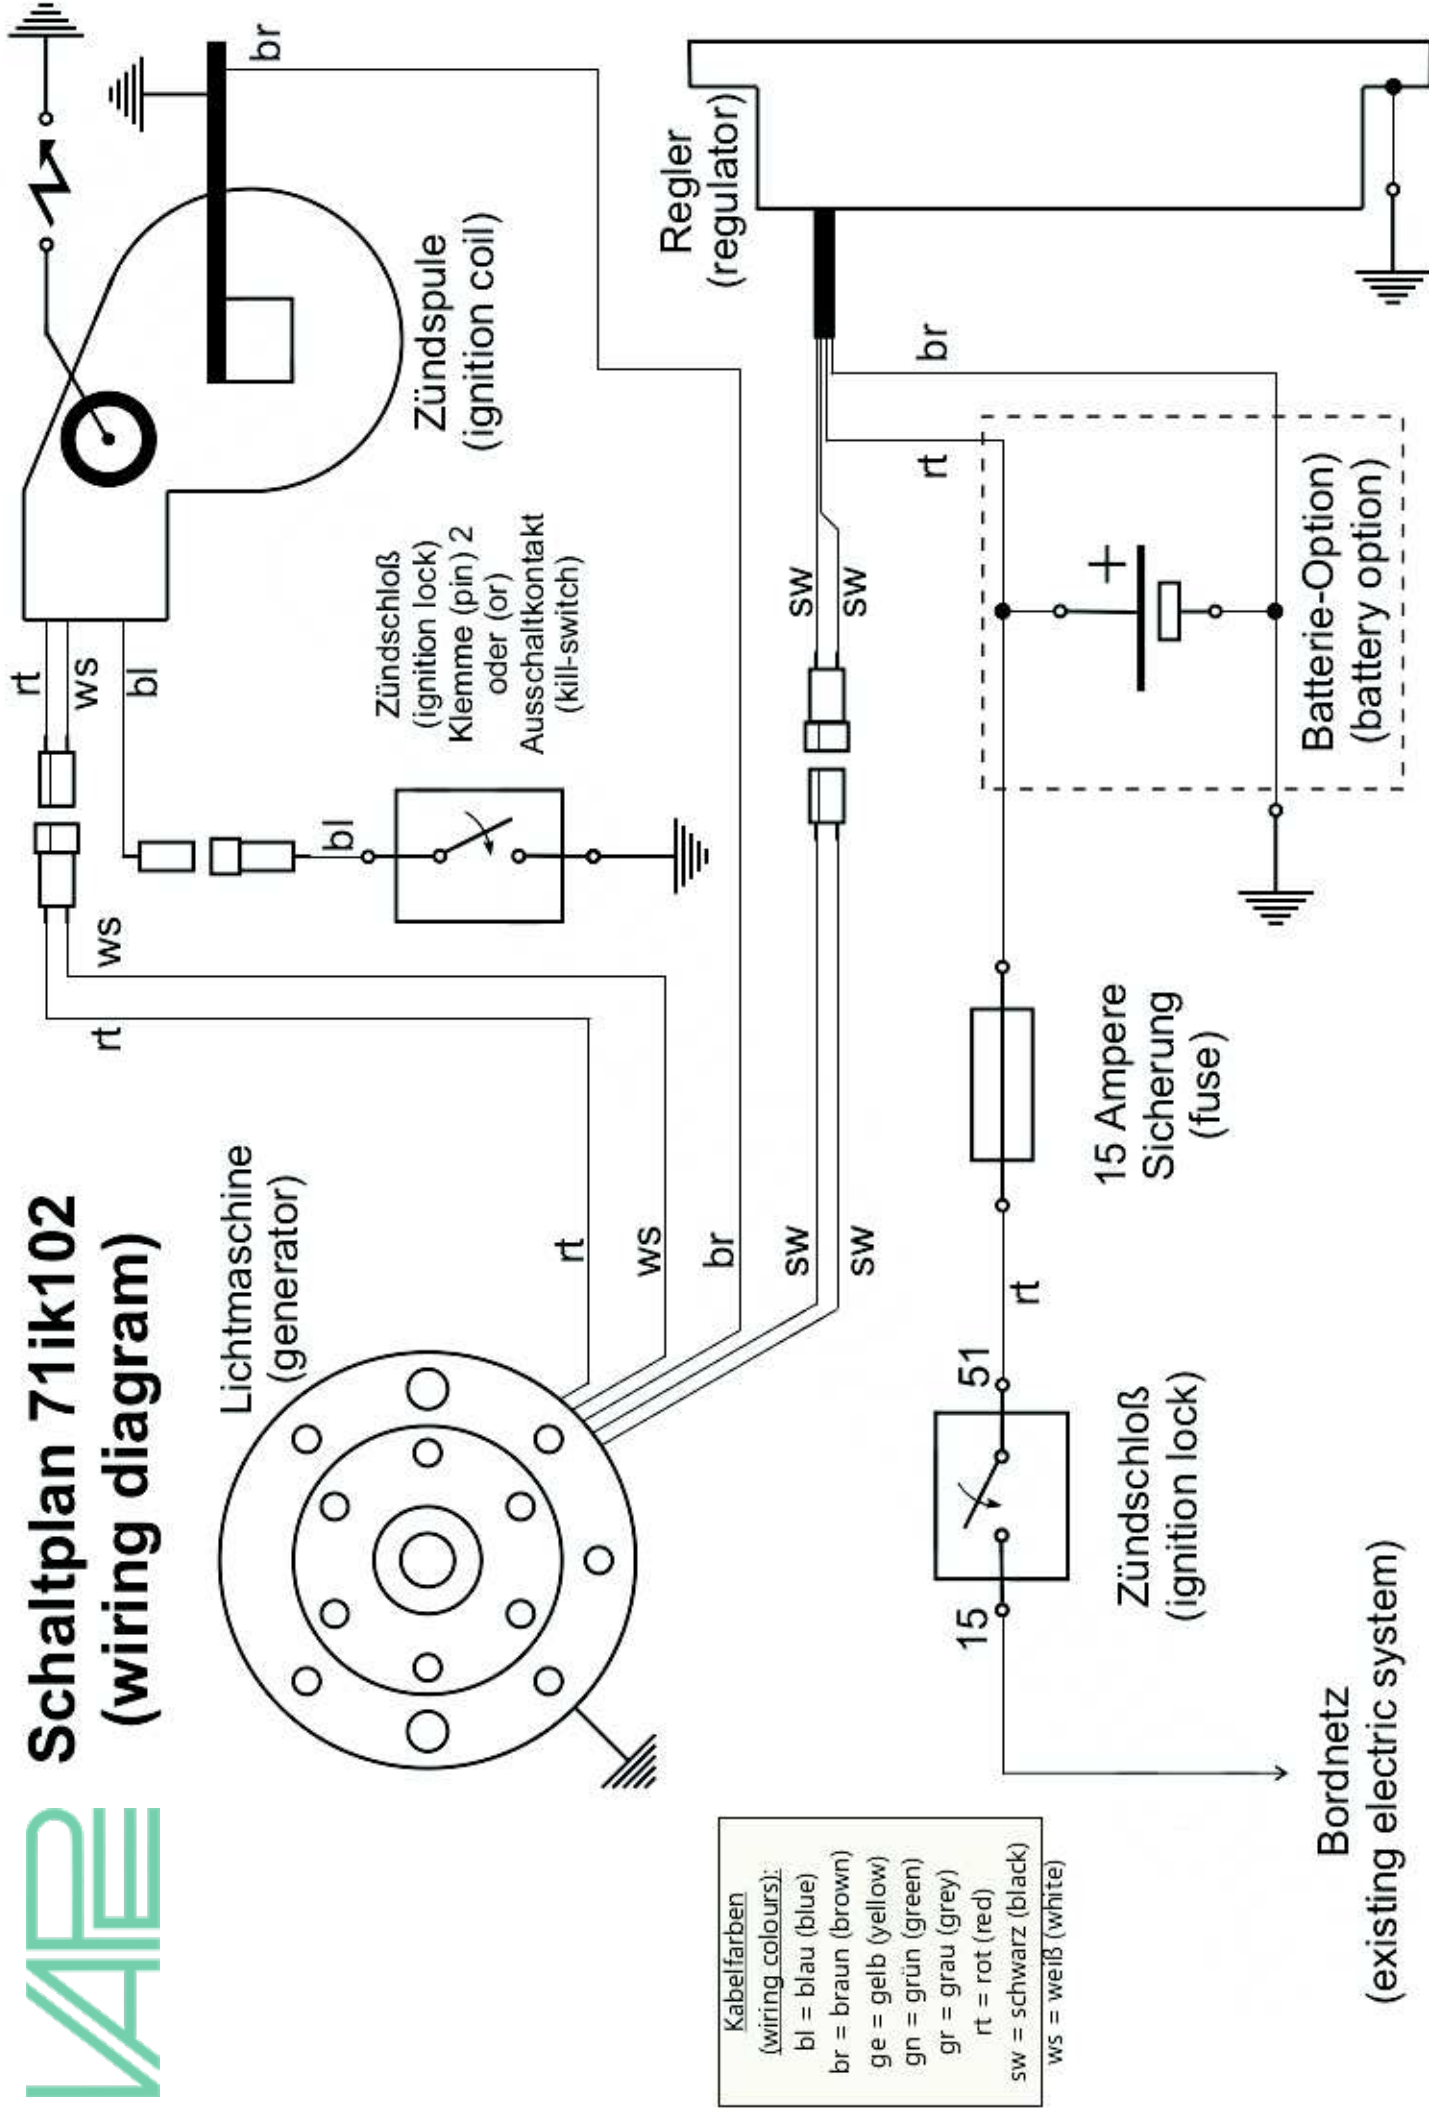 VAPE
Schaltplan 71ik102
(wiring diagram)
Lichtmaschine
(generator)
rt
ws
br
sw
sw
rt
ws
rt
ws
bl
bl
br
Zündspule
(ignition coil)
Zündschloß
(ignition lock)
Klemme (pin) 2
oder (or)
Ausschaltkontakt
(kill-switch)
Regler
(regulator)
sw
sw
rt
br
+
Batterie-Option)
(battery option)
15 Ampere
Sicherung
(fuse)
rt
51
15
Zündschloß
(ignition lock)
Bordnetz
(existing electric system)
Kabelfarben
(wiring colours):
bl = blau (blue)
br = braun (brown)
ge = gelb (yellow)
gn = grün (green)
gr = grau (grey)
rt = rot (red)
sw = schwarz (black)
ws = weiß (white)